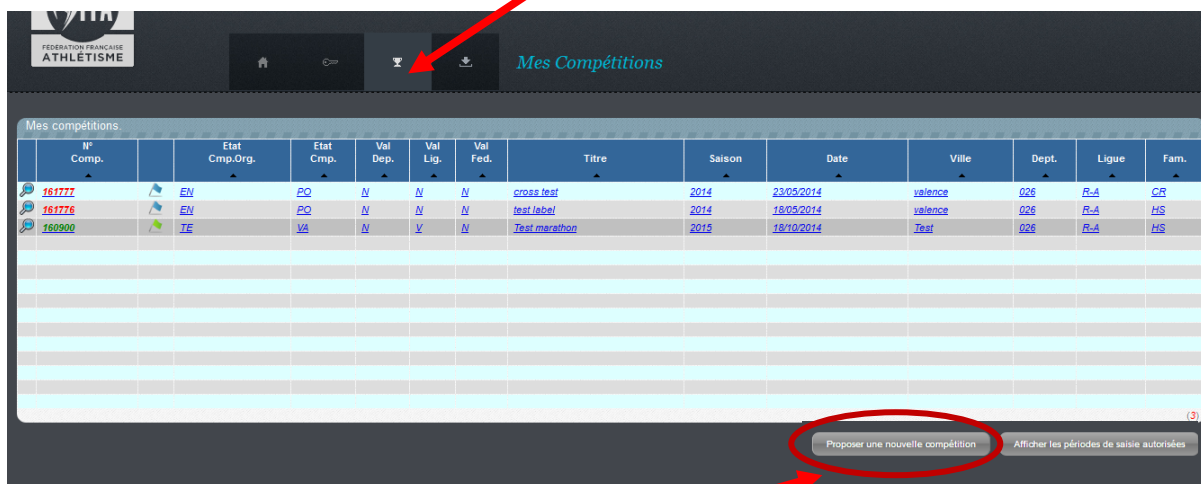 FÉDÉRATION FRANÇAISE
ATHLÉTISME
Mes Compétitions
Mes compétitions.
N° Comp. Etat Cmp.Org. Etat Cmp. Val Dep. Val Lig. Val Fed. Titre Saison Date Ville Dept. Ligue Fam.
161777 EN PO N N N cross test 2014 23/05/2014 valence 026 R-A CR
161776 EN PO N N N test label 2014 18/05/2014 valence 026 R-A HS
160900 TE VA N V N Test marathon 2015 18/10/2014 Test 026 R-A HS
(3)
Proposer une nouvelle compétition Afficher les périodes de saisie autorisées